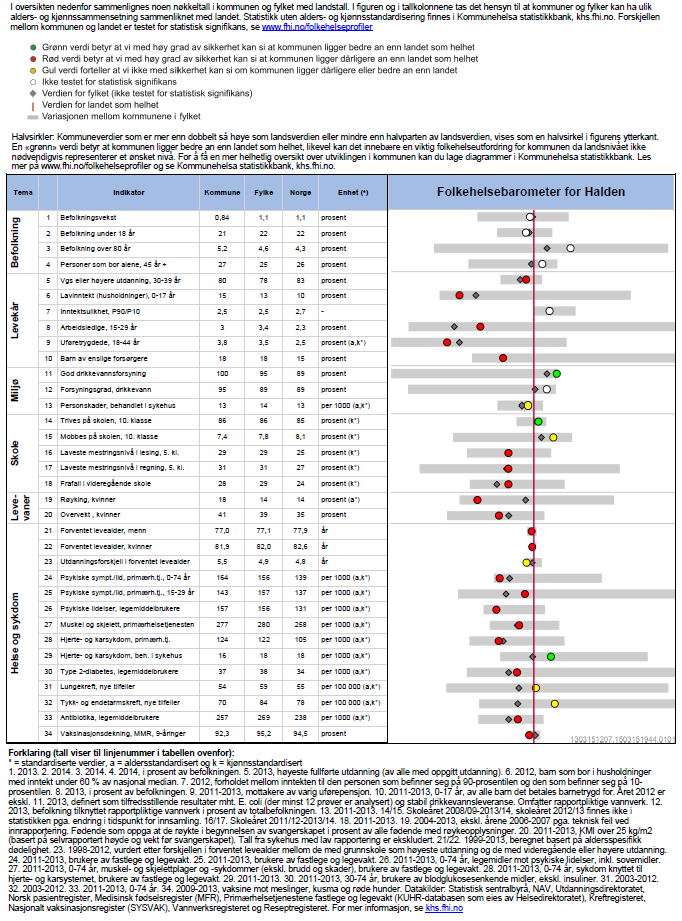 I oversikten nedenfor sammenlignes noen nøkkeltall i kommunen og fylket med landstall. I figuren og i tallkolonnene tas det hensyn til at kommuner og fylker kan ha ulik
alders- og kjønnssammensetning sammenliknet med landet. Statistikk uten alders- og kjønnsstandardisering finnes i Kommunehelsa statistikkbank, khs.fhi.no. Forskjellen
mellom kommunen og landet er testet for statistisk signifikans, se www.fhi.no/folkehelseprofiler
Grønn verdi betyr at vi med høy grad av sikkerhet kan si at kommunen ligger bedre an enn landet som helhet
Rød verdi betyr at vi med høy grad av sikkerhet kan si at kommunen ligger dårligere an enn landet som helhet
Gul verdi forteller at vi ikke med sikkerhet kan si om kommunen ligger dårligere eller bedre an enn landet
Ikke testet for statistisk signifikans
Verdien for fylket (ikke testet for statistisk signifikans)
Verdien for landet som helhet
Variasjonen mellom kommunene i fylket
Halvsirkler: Kommuneverdier som er mer enn dobbelt så høye som landsverdien eller mindre enn halvparten av landsverdien, vises som en halvsirkel i figurens ytterkant.
En «grønn» verdi betyr at kommunen ligger bedre an enn landet som helhet, likevel kan det innebære en viktig folkehelseutfordring for kommunen da landsnivået ikke
nødvendigvis representerer et ønsket nivå. For å få en mer helhetlig oversikt over utviklingen i kommunen kan du lage diagrammer i Kommunehelsa statistikkbank. Les
mer på www.fhi.no/folkehelseprofiler og se Kommunehelsa statistikkbank, khs.fhi.no.
Tema Indikator Kommune Fylke Norge Enhet (*) Folkehelsebarometer for Halden
Befolkning
1 Befolkningsvekst 0,84 1,1 1,1 prosent
2 Befolkning under 18 år 21 22 22 prosent
3 Befolkning over 80 år 5,2 4,6 4,3 prosent
4 Personer som bor alene, 45 år + 27 25 26 prosent
Levekår
5 Vgs eller høyere utdanning, 30-39 år 80 78 83 prosent
6 Lavinntekt (husholdninger), 0-17 år 15 13 10 prosent
7 Inntektsulikhet, P90/P10 2,5 2,5 2,7 -
8 Arbeidsledige, 15-29 år 3 3,4 2,3 prosent
9 Uføretrygdede, 18-44 år 3,8 3,5 2,5 prosent (a,k*)
10 Barn av enslige forsørgere 18 18 15 prosent
Miljø
11 God drikkevannsforsyning 100 95 89 prosent
12 Forsyningsgrad, drikkevann 95 89 89 prosent
13 Personskader, behandlet i sykehus 13 14 13 per 1000 (a,k*)
Skole
14 Trives på skolen, 10. klasse 86 86 85 prosent (k*)
15 Mobbes på skolen, 10. klasse 7,4 7,8 8,1 prosent (k*)
16 Laveste mestringsnivå i lesing, 5. kl. 29 29 25 prosent (k*)
17 Laveste mestringsnivå i regning, 5. kl. 31 31 27 prosent (k*)
18 Frafall i videregående skole 28 29 24 prosent (k*)
Leve-
vaner
19 Røyking, kvinner 18 14 14 prosent (a*)
20 Overvekt , kvinner 41 39 35 prosent
Helse og sykdom
21 Forventet levealder, menn 77,0 77,1 77,9 år
22 Forventet levealder, kvinner 81,9 82,0 82,6 år
23 Utdanningsforskjell i forventet levealder 5,5 4,9 4,8 år
24 Psykiske sympt./lid, primærh.tj., 0-74 år 164 156 139 per 1000 (a,k*)
25 Psykiske sympt./lid, primærh.tj., 15-29 år 143 157 137 per 1000 (a,k*)
26 Psykiske lidelser, legemiddelbrukere 157 156 131 per 1000 (a,k*)
27 Muskel og skjelett, primærhelsetjenesten 277 280 258 per 1000 (a,k*)
28 Hjerte- og karsykdom, primærh.tj. 124 122 105 per 1000 (a,k*)
29 Hjerte- og karsykdom, beh. i sykehus 16 18 18 per 1000 (a,k*)
30 Type 2-diabetes, legemiddelbrukere 37 38 34 per 1000 (a,k*)
31 Lungekreft, nye tilfeller 54 59 55 per 100 000 (a,k*)
32 Tykk- og endetarmskreft, nye tilfeller 70 84 78 per 100 000 (a,k*)
33 Antibiotika, legemiddelbrukere 257 269 238 per 1000 (a,k*)
34 Vaksinasjonsdekning, MMR, 9-åringer 92,3 95,2 94,5 prosent
1303151207.1503151944.0101
Forklaring (tall viser til linjenummer i tabellen ovenfor):
* = standardiserte verdier, a = aldersstandardisert og k = kjønnsstandardisert
1. 2013. 2. 2014. 3. 2014. 4. 2014, i prosent av befolkningen. 5. 2013, høyeste fullførte utdanning (av alle med oppgitt utdanning). 6. 2012, barn som bor i husholdninger
med inntekt under 60 % av nasjonal median. 7. 2012, forholdet mellom inntekten til den personen som befinner seg på 90-prosentilen og den som befinner seg på 10-
prosentilen. 8. 2013, i prosent av befolkningen. 9. 2011-2013, mottakere av varig uførepensjon. 10. 2011-2013, 0-17 år, av alle barn det betales barnetrygd for. Året 2012 er
ekskl. 11. 2013, definert som tilfredsstillende resultater mht. E. coli (der minst 12 prøver er analysert) og stabil drikkevannsleveranse. Omfatter rapportpliktige vannverk. 12.
2013, befolkning tilknyttet rapportpliktige vannverk i prosent av totalbefolkningen. 13. 2011-2013. 14/15. Skoleåret 2008/09-2013/14, skoleåret 2012/13 finnes ikke i
statistikken pga. endring i tidspunkt for innsamling. 16/17. Skoleåret 2011/12-2013/14. 18. 2011-2013. 19. 2004-2013, ekskl. årene 2006-2007 pga. teknisk feil ved
innrapportering. Fødende som oppga at de røykte i begynnelsen av svangerskapet i prosent av alle fødende med røykeopplysninger. 20. 2011-2013, KMI over 25 kg/m2
(basert på selvrapportert høyde og vekt før svangerskapet). Tall fra sykehus med lav rapportering er ekskludert. 21/22. 1999-2013, beregnet basert på aldersspesifikke
dødelighet. 23. 1998-2012, vurdert etter forskjellen i forventet levealder mellom de med grunnskole som høyeste utdanning og de med videregående eller høyere utdanning.
24. 2011-2013, brukere av fastlege og legevakt. 25. 2011-2013, brukere av fastlege og legevakt. 26. 2011-2013, 0-74 år, legemidler mot psykiske lidelser, inkl. sovemidler.
27. 2011-2013, 0-74 år, muskel- og skjelettplager og -sykdommer (ekskl. brudd og skader), brukere av fastlege og legevakt. 28. 2011-2013, 0-74 år, sykdom knyttet til
hjerte- og karsystemet, brukere av fastlege og legevakt. 29. 2011-2013. 30. 2011-2013, 30-74 år, brukere av blodglukosesenkende midler, ekskl. insuliner. 31. 2003-2012.
32. 2003-2012. 33. 2011-2013, 0-74 år. 34. 2009-2013, vaksine mot meslinger, kusma og røde hunder. Datakilder: Statistisk sentralbyrå, NAV, Utdanningsdirektoratet,
Norsk pasientregister, Medisinsk fødselsregister (MFR), Primærhelsetjenestens fastlege og legevakt (KUHR-databasen som eies av Helsedirektoratet), Kreftregisteret,
Nasjonalt vaksinasjonsregister (SYSVAK), Vannverksregisteret og Reseptregisteret. For mer informasjon, se khs.fhi.no